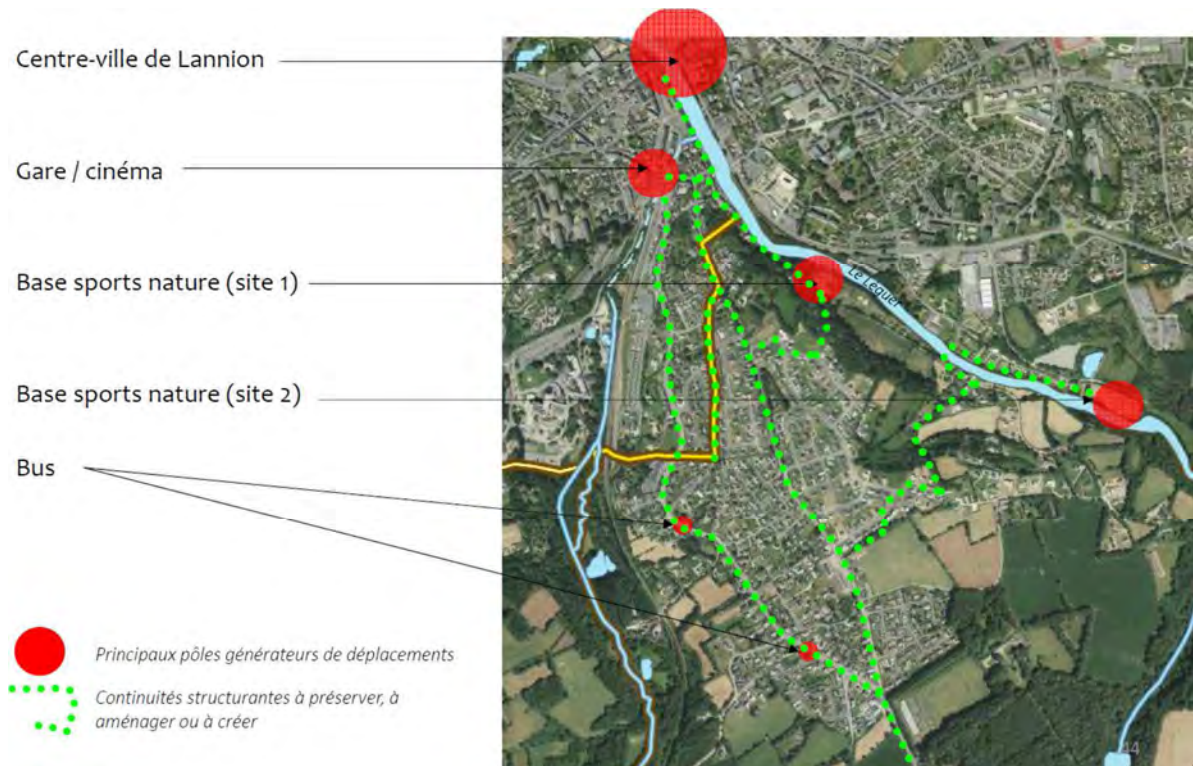 Centre-ville de Lannion
Gare / cinéma
Base sports nature (site 1)
Le Léguer
Base sports nature (site 2)
Bus
Principaux pôles générateurs de déplacements
Continuités structurantes à préserver, à
aménager ou à créer
44